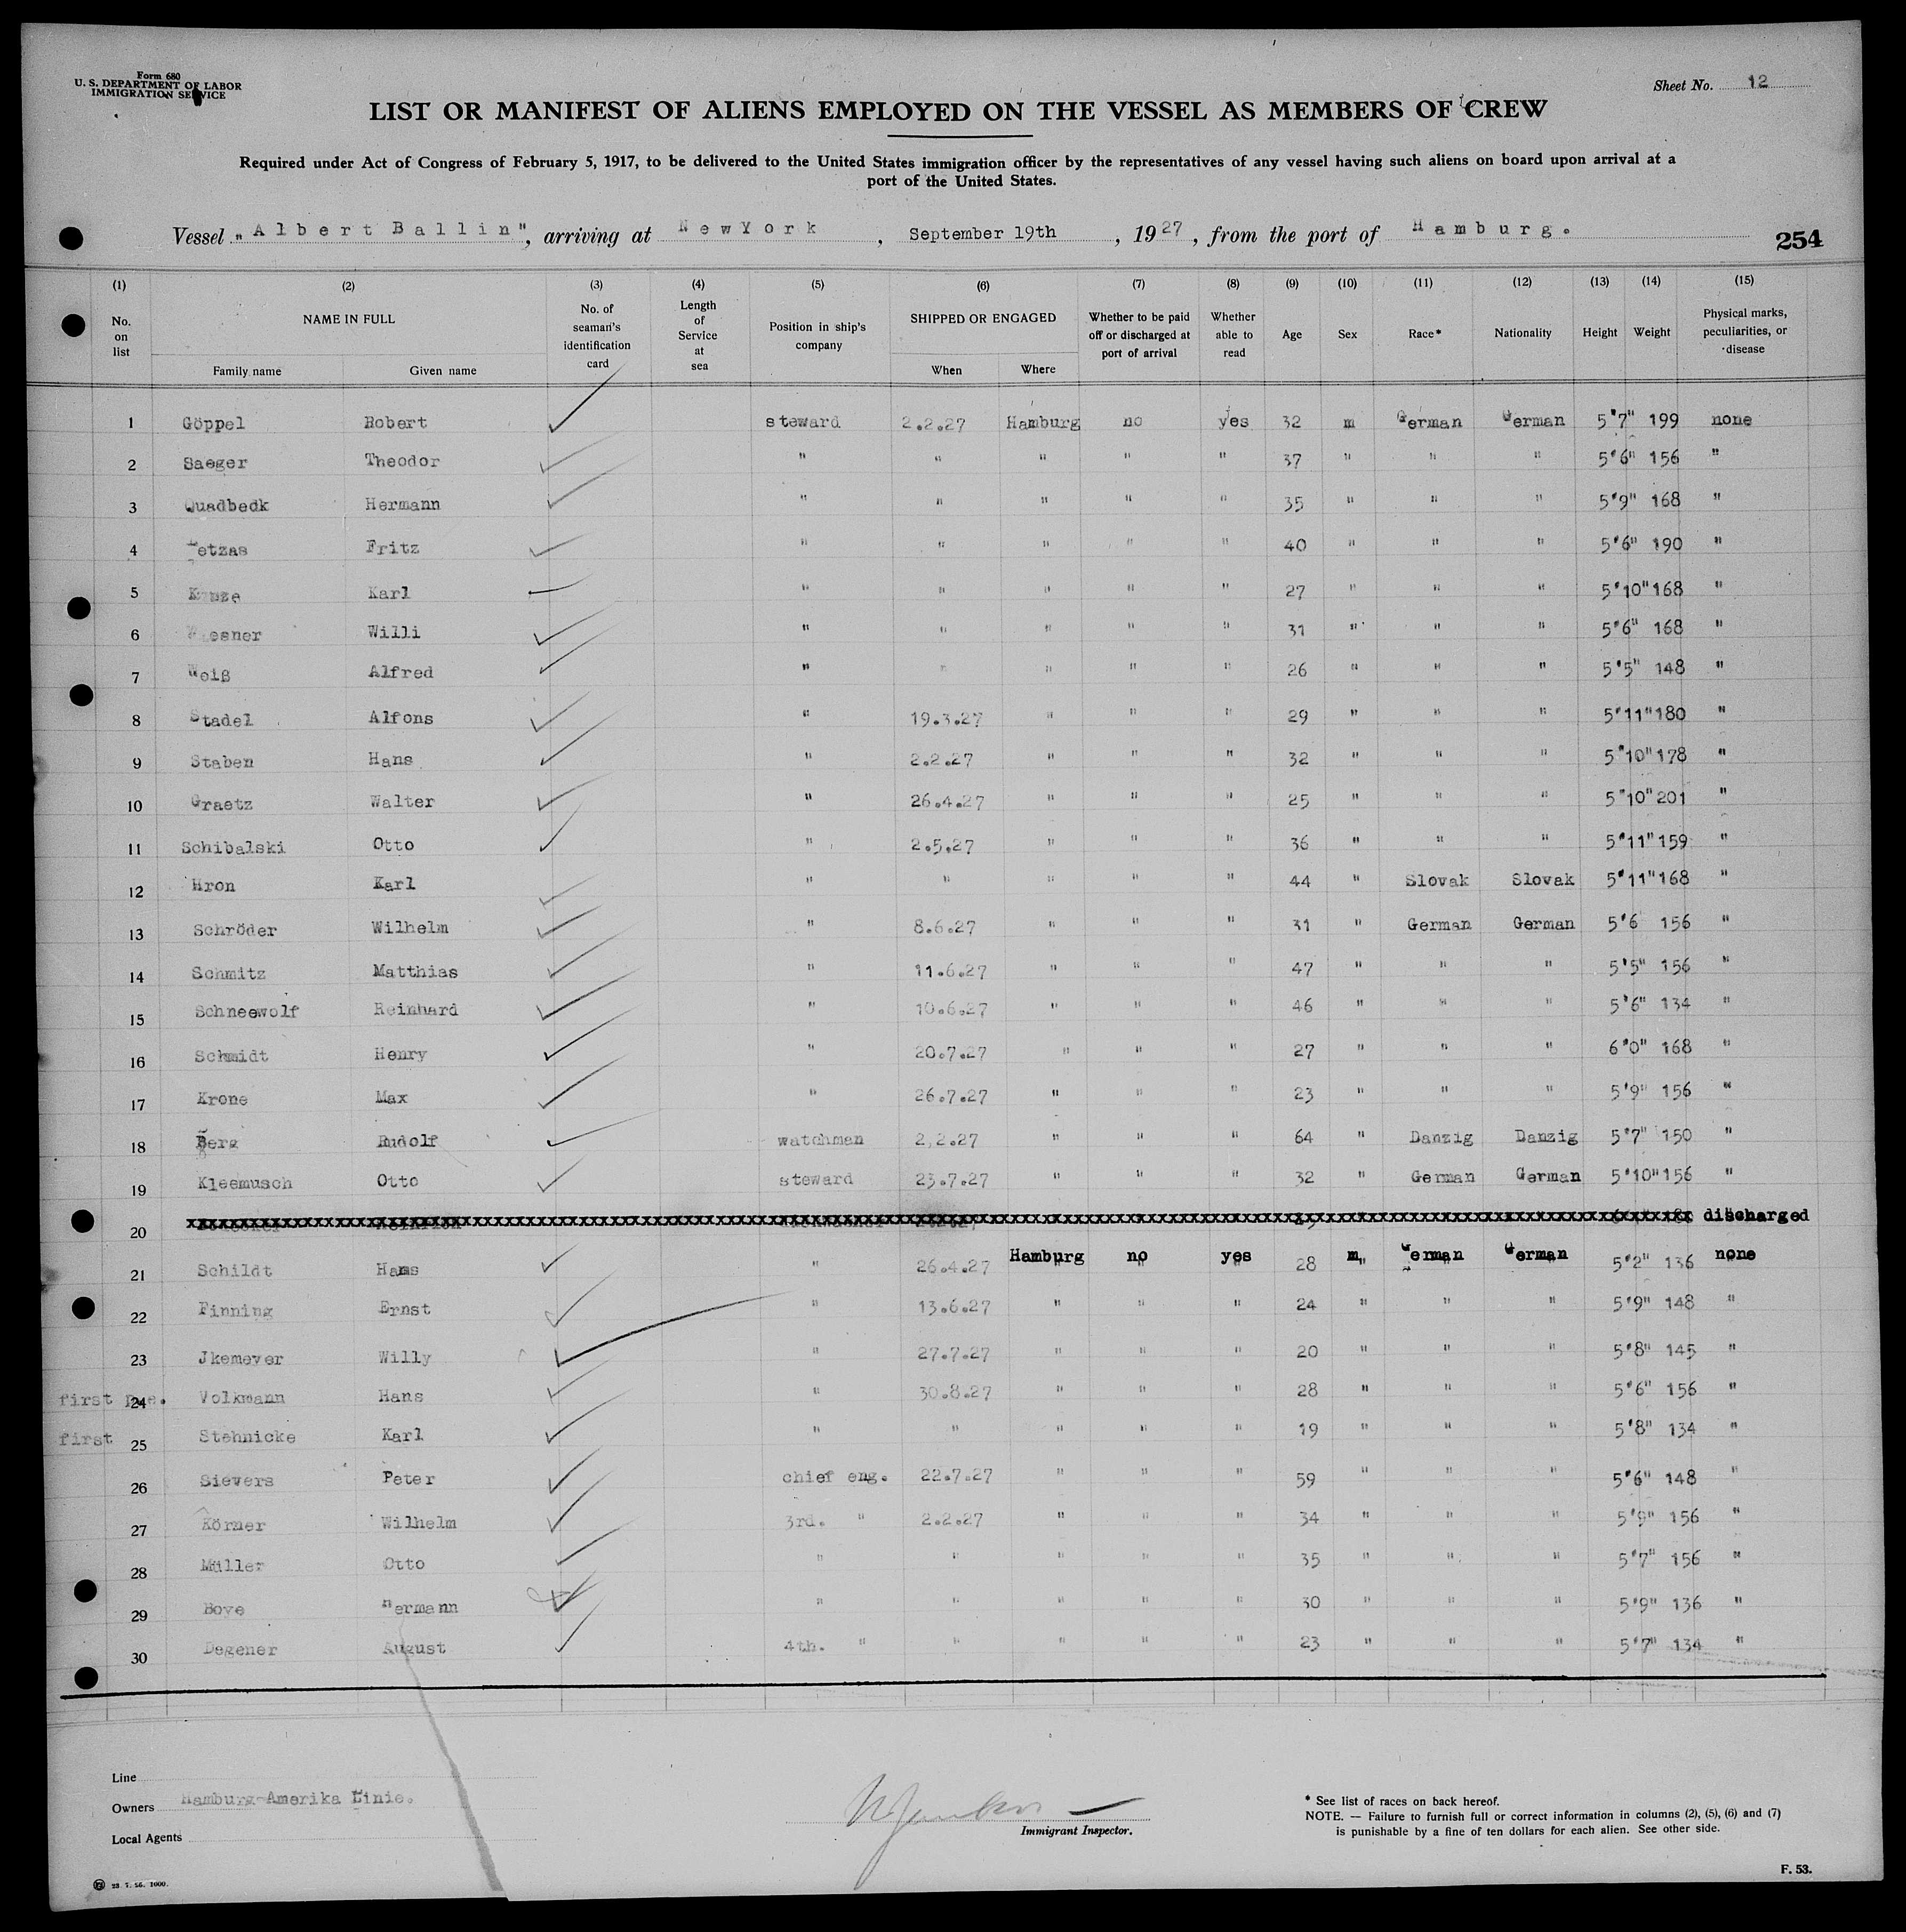 Form 680
U. S. DEPARTMENT OF LABOR
IMMIGRATION SERVICE
Sheet No. 12
LIST OR MANIFEST OF ALIENS EMPLOYED ON THE VESSEL AS MEMBERS OF CREW
Required under Act of Congress of February 5, 1917, to be delivered to the United States immigration officer by the representatives of any vessel having such aliens on board upon arrival at a
port of the United States.
Vessel "Albert Ballin", arriving at NewYork, September 19th, 1927, from the port of Hamburg.
254
(1) (2) (3) (4) (5) (6) (7) (8) (9) (10) (11) (12) (13) (14) (15)
No. on list NAME IN FULL Family name Given name No. of seaman's identification card Length of Service at sea Position in ship's company SHIPPED OR ENGAGED When Where Whether to be paid off or discharged at port of arrival Whether able to read Age Sex Race* Nationality Height Weight Physical marks, peculiarities, or disease
1 Göppel Robert steward 2.2.27 Hamburg no yes 32 m German German 5'7" 199 none
2 Saeger Theodor " " " " " 37 " " " 5'6" 156 "
3 Quadbeck Hermann " " " " " 35 " " " 5'9" 168 "
4 etzas Fritz " " " " " 40 " " " 5'6" 190 "
5 Karl " " " " " 27 " " " 5'10" 168 "
6 Willi " " " " " 31 " " " 5'6" 168 "
7 Weiß Alfred " " " " " 26 " " " 5'5" 148 "
8 Stadel Alfons " 19.3.27 " " " 29 " " " 5'11" 180 "
9 Staben Hans " 2.2.27 " " " 32 " " " 5'10" 178 "
10 Graetz Walter " 26.4.27 " " " 25 " " " 5'10" 201 "
11 Schibalski Otto " 2.5.27 " " " 36 " " " 5'11" 159 "
12 Hron Karl " " " " " 44 " Slovak Slovak 5'11" 168 "
13 Schröder Wilhelm " 8.6.27 " " " 31 " German German 5'6 156 "
14 Schmitz Matthias " 11.6.27 " " " 47 " " " 5'5" 156 "
15 Schneewolf Reinhard " 10.6.27 " " " 46 " " " 5'6" 134 "
16 Schmidt Henry " 20.7.27 " " " 27 " " " 6'0" 168 "
17 Krone Max " 26.7.27 " " " 23 " " " 5'9" 156 "
18 Berg Rudolf watchman 2,2.27 " " " 64 " Danzig Danzig 5'7" 150 "
19 Kleemusch Otto steward 23.7.27 " " " 32 " German German 5'10" 156 "
20 discharged
21 Schildt Hans " 26.4.27 Hamburg no yes 28 m German German 5'2" 136 none
22 Finning Ernst " 13.6.27 " " " 24 " " " 5'9" 148 "
23 Jkemeyer Willy " 27.7.27 " " " 20 " " " 5'8" 145 "
first 24 Volkmann Hans " 30.8.27 " " " 28 " " " 5'6" 156 "
first 25 Stehnicke Karl " " " " " 19 " " " 5'8" 134 "
26 Sievers Peter chief eng. 22.7.27 " " " 59 " " " 5'6" 148 "
27 Körner Wilhelm 3rd. " 2.2.27 " " " 34 " " " 5'9" 156 "
28 Müller Otto " " " " " 35 " " " 5'7" 156 "
29 Boye Hermann " " " " " 30 " " " 5'9" 136 "
30 Degener August 4th. " " " " " 23 " " " 5'7" 134 "
Line
Owners Hamburg-Amerika Linie.
Local Agents
Immigrant Inspector.
* See list of races on back hereof.
NOTE. — Failure to furnish full or correct information in columns (2), (5), (6) and (7)
is punishable by a fine of ten dollars for each alien. See other side.
F. 53.
23. 7. 26. 1000.